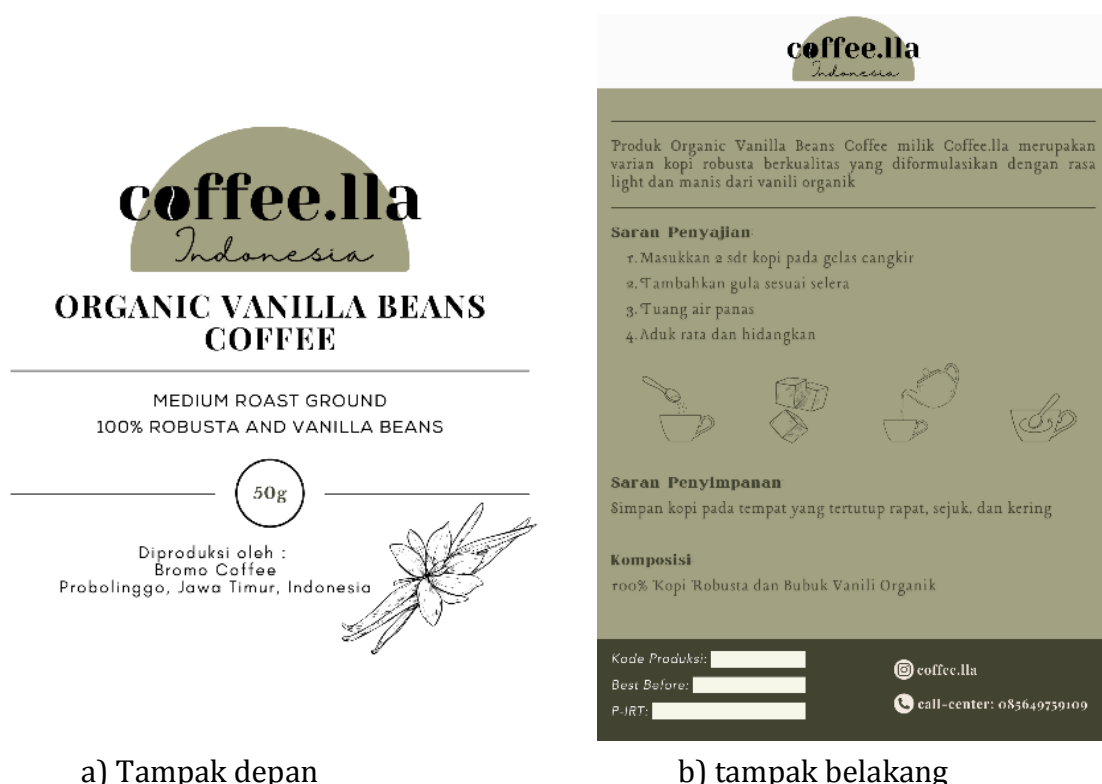 coffee.lla
Indonesia
ORGANIC VANILLA BEANS
COFFEE
MEDIUM ROAST GROUND
100% ROBUSTA AND VANILLA BEANS
50g
Diproduksi oleh :
Bromo Coffee
Probolinggo, Jawa Timur, Indonesia
a) Tampak depan
coffee.lla
Indonesia
Produk Organic Vanilla Beans Coffee milik Coffee.lla merupakan
varian kopi robusta berkualitas yang diformulasikan dengan rasa
light dan manis dari vanili organik
Saran Penyajian:
1. Masukkan 2 sdt kopi pada gelas cangkir
2. Tambahkan gula sesuai selera
3. Tuang air panas
4. Aduk rata dan hidangkan
Saran Penyimpanan
Simpan kopi pada tempat yang tertutup rapat, sejuk, dan kering
Komposisi
100% Kopi Robusta dan Bubuk Vanili Organik
Kode Produksi:
Best Before:
P-IRT:
coffee.lla
call-center: 085649759109
b) tampak belakang